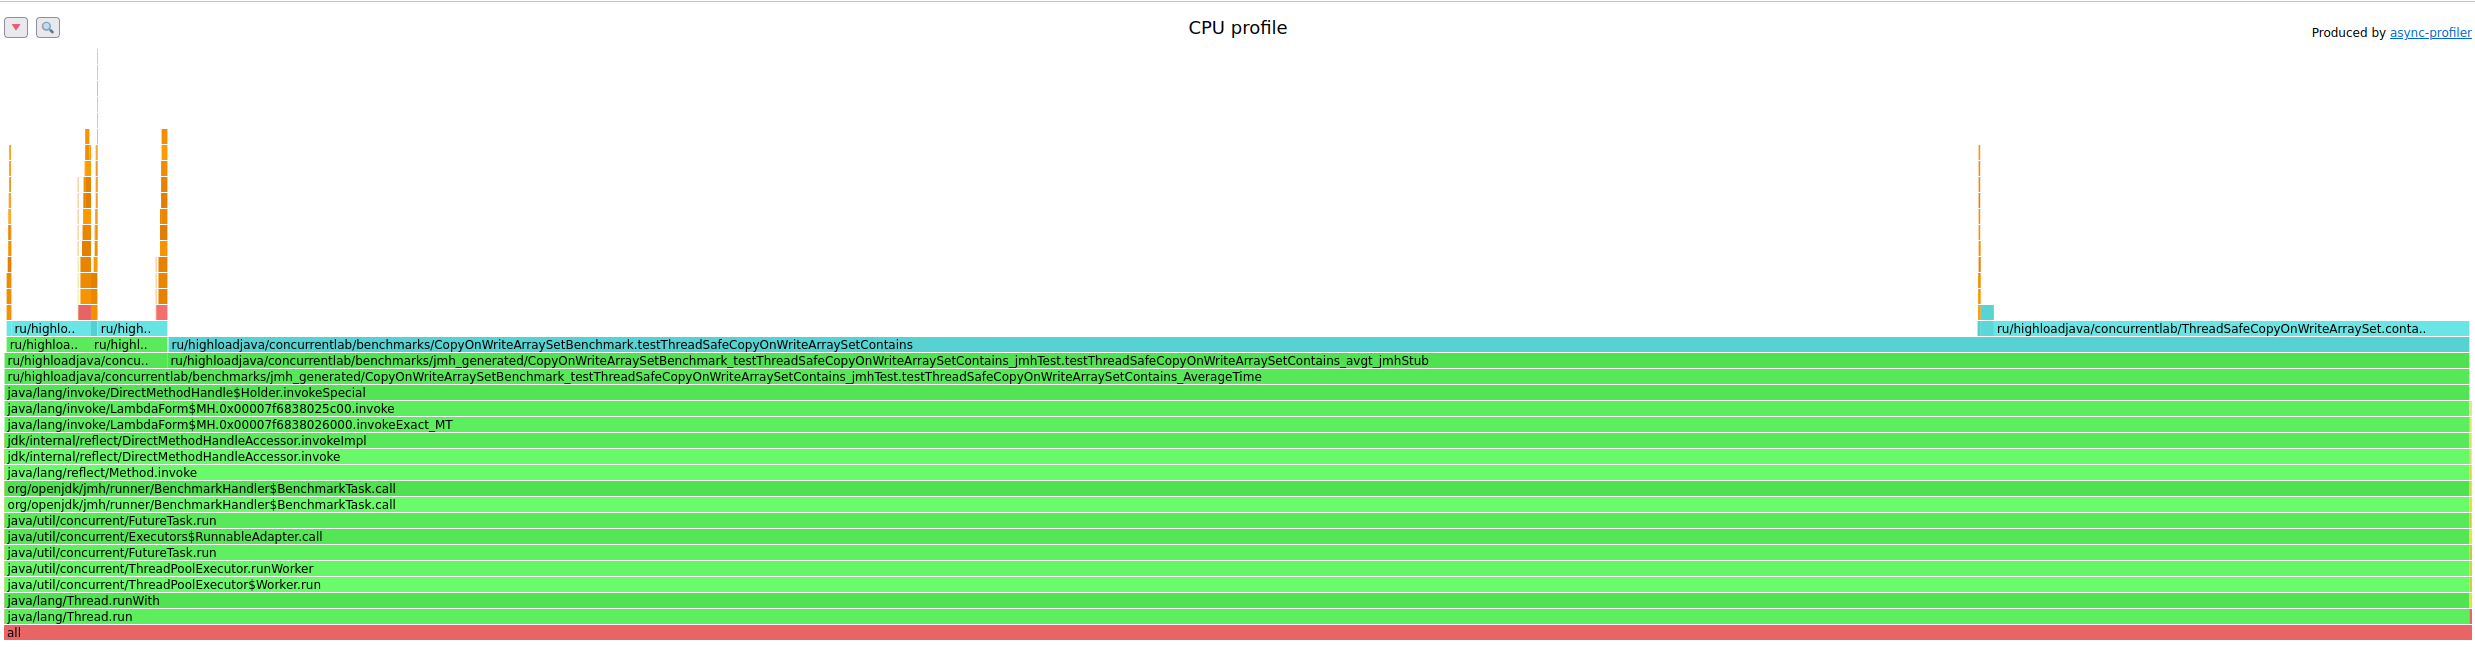 CPU profile
Produced by async-profiler
ru/highlo.. ru/high.. ru/highloadjava/concurrentlab/ThreadSafeCopyOnWriteArraySet.conta..
ru/highloa.. ru/highl.. ru/highloadjava/concurrentlab/benchmarks/CopyOnWriteArraySetBenchmark.testThreadSafeCopyOnWriteArraySetContains
ru/highloadjava/concu.. ru/highloadjava/concurrentlab/benchmarks/jmh_generated/CopyOnWriteArraySetBenchmark_testThreadSafeCopyOnWriteArraySetContains_jmhTest.testThreadSafeCopyOnWriteArraySetContains_avgt_jmhStub
ru/highloadjava/concurrentlab/benchmarks/jmh_generated/CopyOnWriteArraySetBenchmark_testThreadSafeCopyOnWriteArraySetContains_jmhTest.testThreadSafeCopyOnWriteArraySetContains_AverageTime
java/lang/invoke/DirectMethodHandle$Holder.invokeSpecial
java/lang/invoke/LambdaForm$MH.0x00007f6838025c00.invoke
java/lang/invoke/LambdaForm$MH.0x00007f6838026000.invokeExact_MT
jdk/internal/reflect/DirectMethodHandleAccessor.invokeImpl
jdk/internal/reflect/DirectMethodHandleAccessor.invoke
java/lang/reflect/Method.invoke
org/openjdk/jmh/runner/BenchmarkHandler$BenchmarkTask.call
org/openjdk/jmh/runner/BenchmarkHandler$BenchmarkTask.call
java/util/concurrent/FutureTask.run
java/util/concurrent/Executors$RunnableAdapter.call
java/util/concurrent/FutureTask.run
java/util/concurrent/ThreadPoolExecutor.runWorker
java/util/concurrent/ThreadPoolExecutor$Worker.run
java/lang/Thread.runWith
java/lang/Thread.run
all